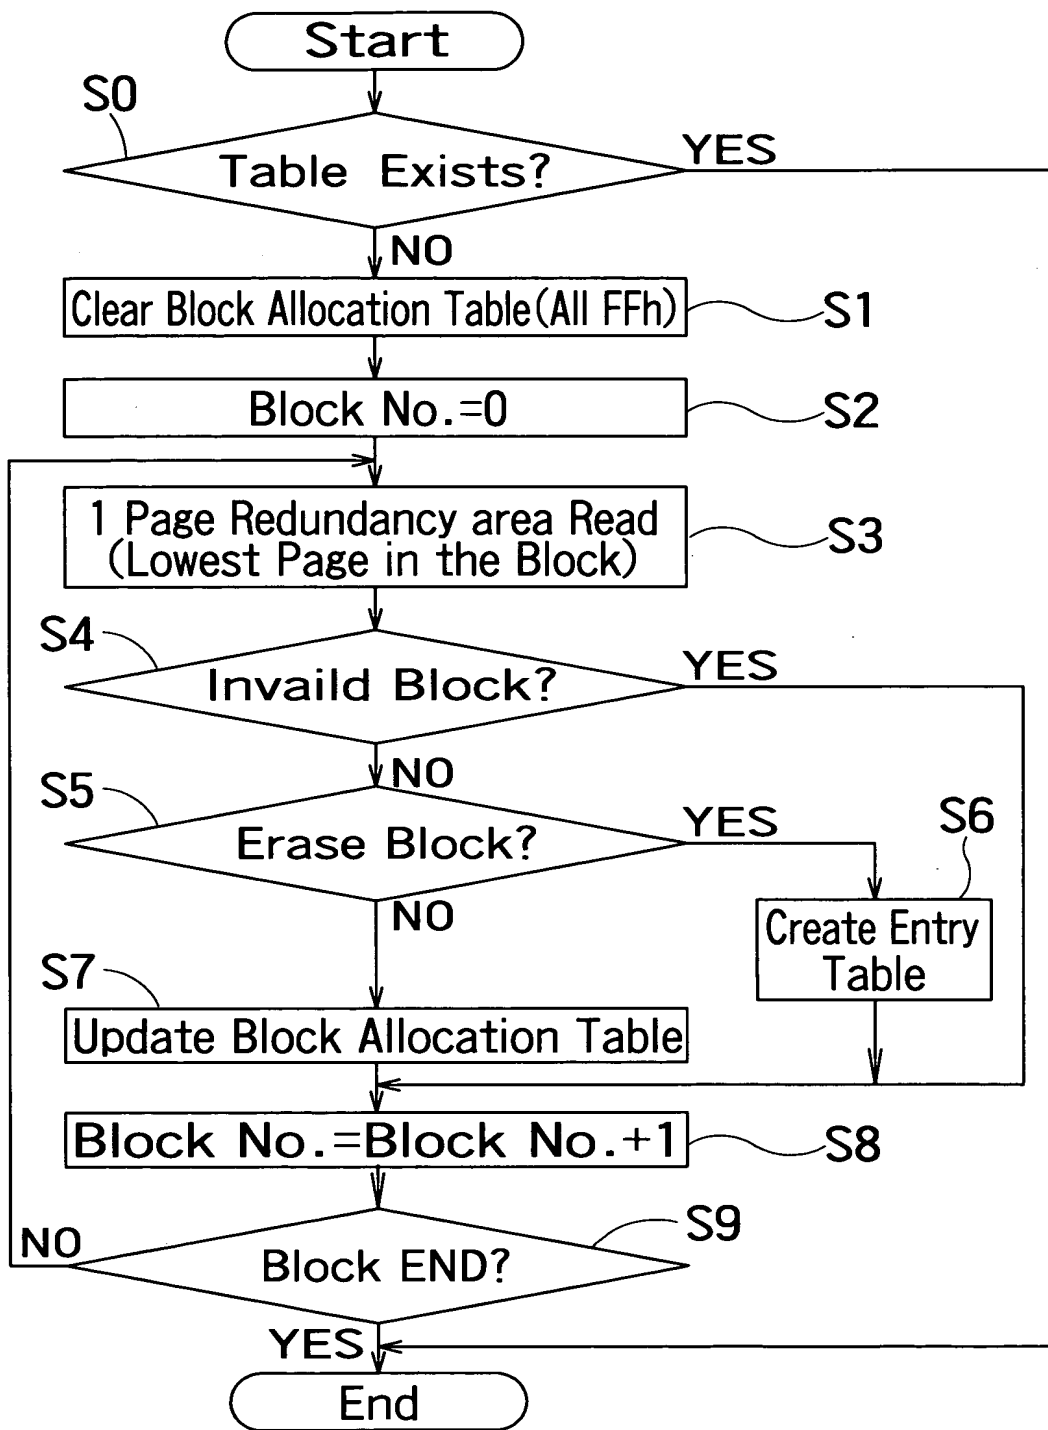 Start
S0
Table Exists?
YES
NO
Clear Block Allocation Table(All FFh)
S1
Block No.=0
S2
1 Page Redundancy area Read
(Lowest Page in the Block)
S3
S4
Invaild Block?
YES
NO
S5
Erase Block?
YES
S6
NO
Create Entry
Table
S7
Update Block Allocation Table
Block No.=Block No.+1
S8
S9
NO
Block END?
YES
End